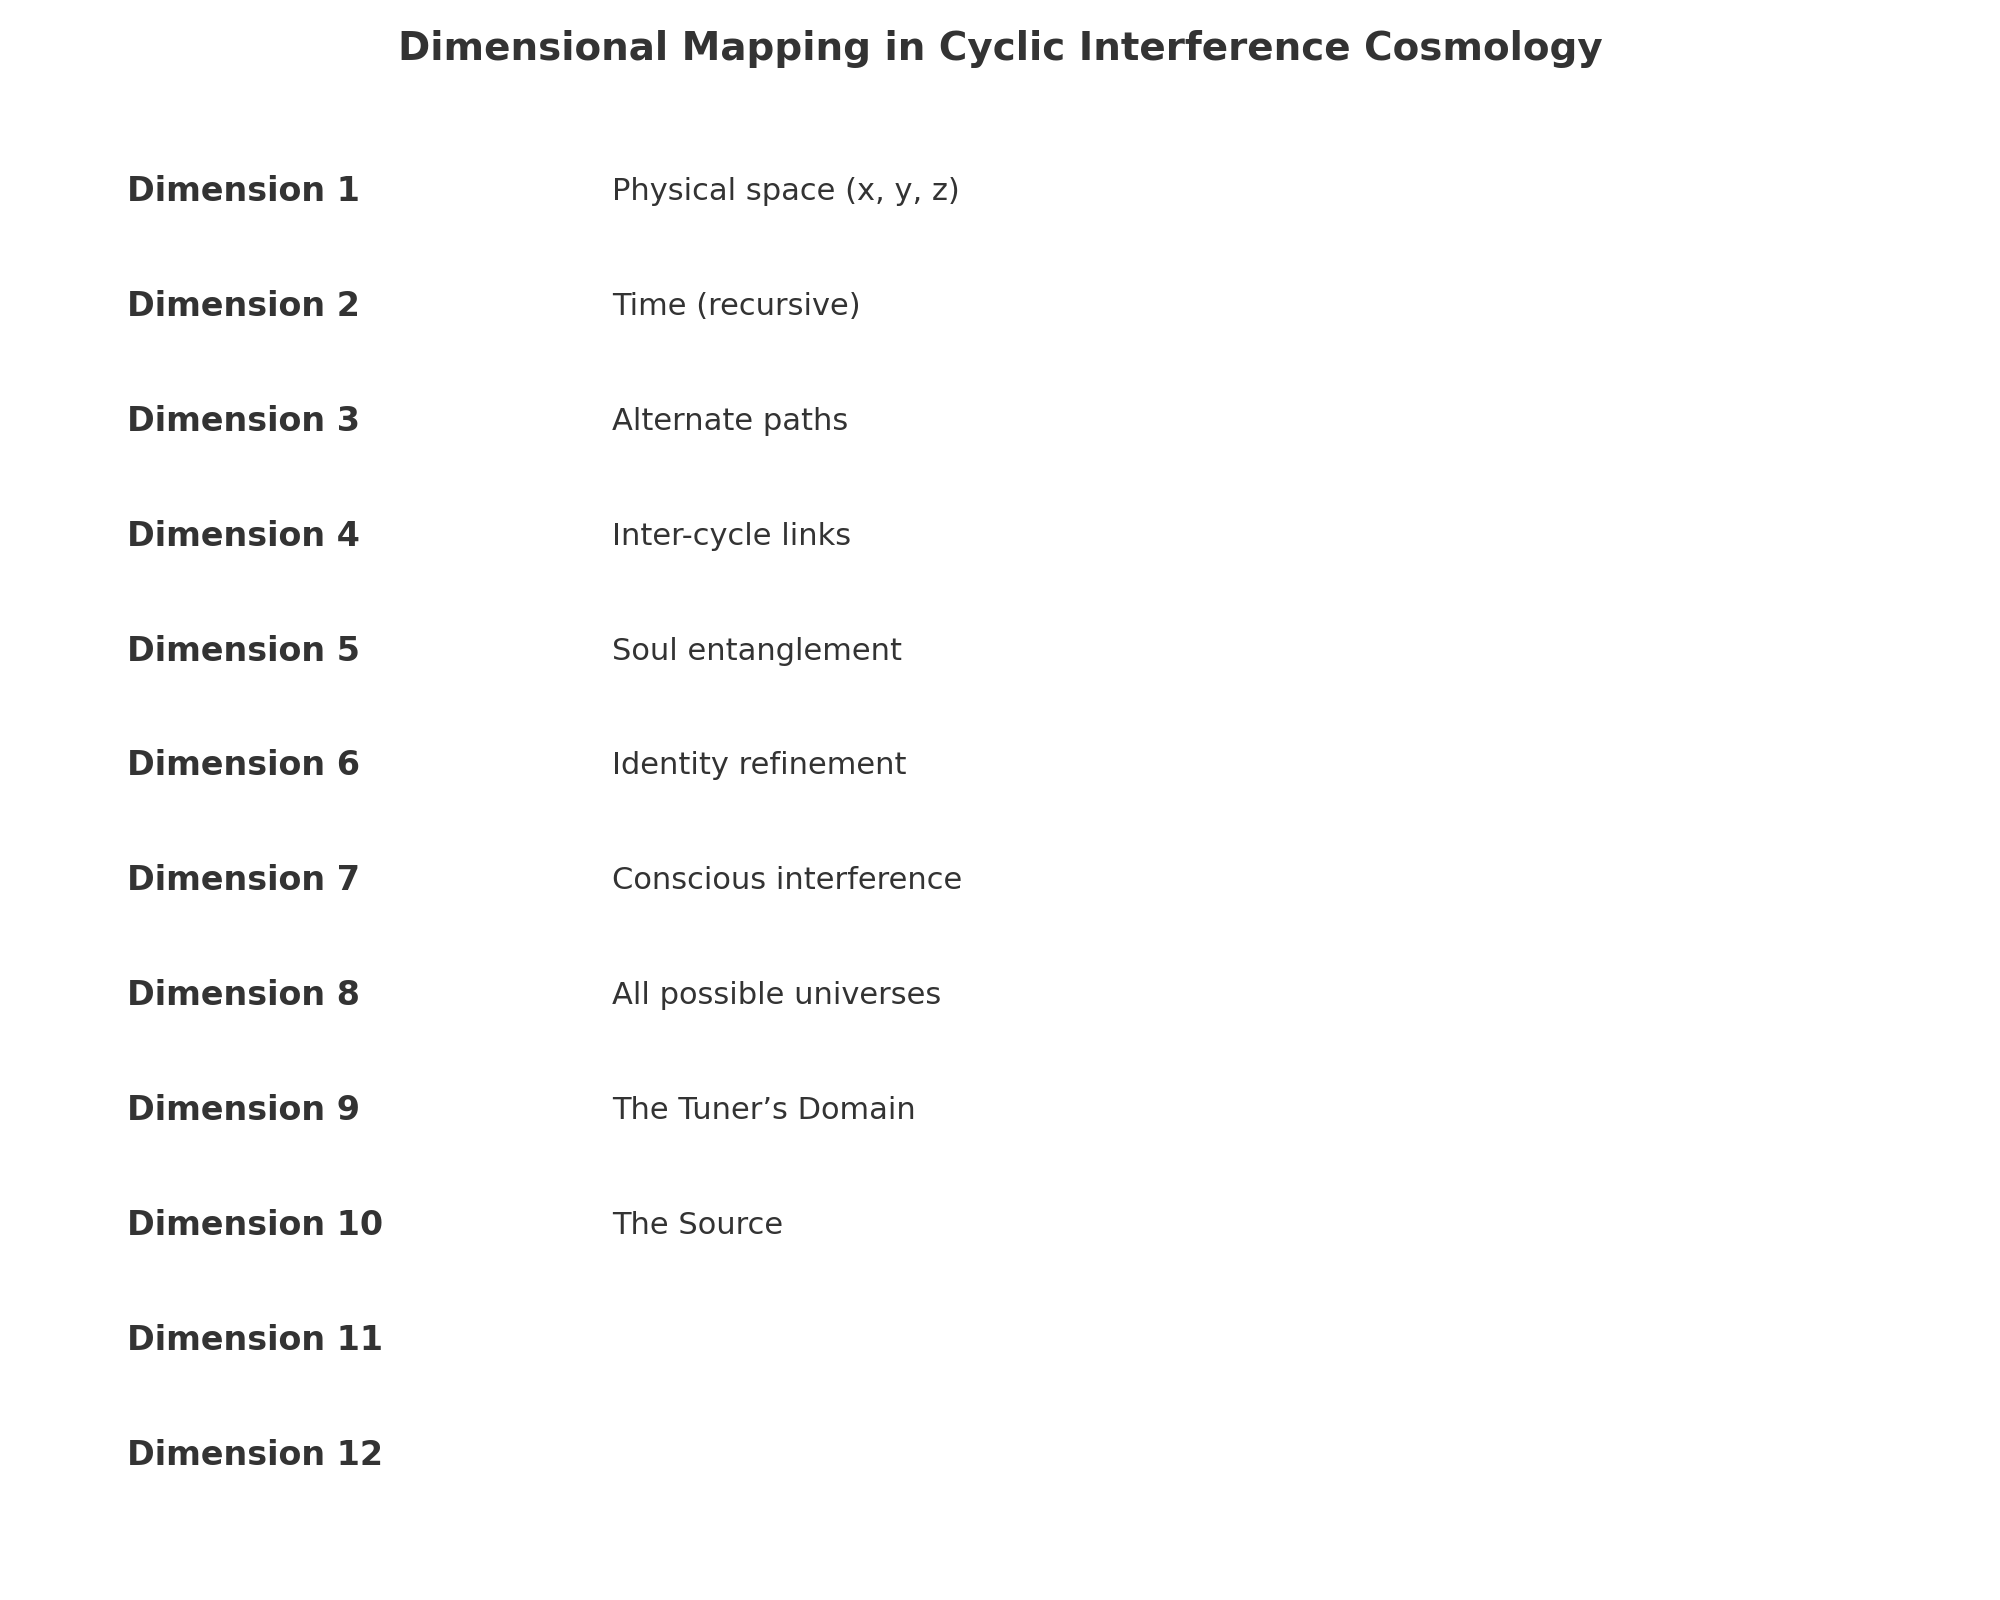 Dimensional Mapping in Cyclic Interference Cosmology
Dimension 1 Physical space (x, y, z)
Dimension 2 Time (recursive)
Dimension 3 Alternate paths
Dimension 4 Inter-cycle links
Dimension 5 Soul entanglement
Dimension 6 Identity refinement
Dimension 7 Conscious interference
Dimension 8 All possible universes
Dimension 9 The Tuner’s Domain
Dimension 10 The Source
Dimension 11
Dimension 12